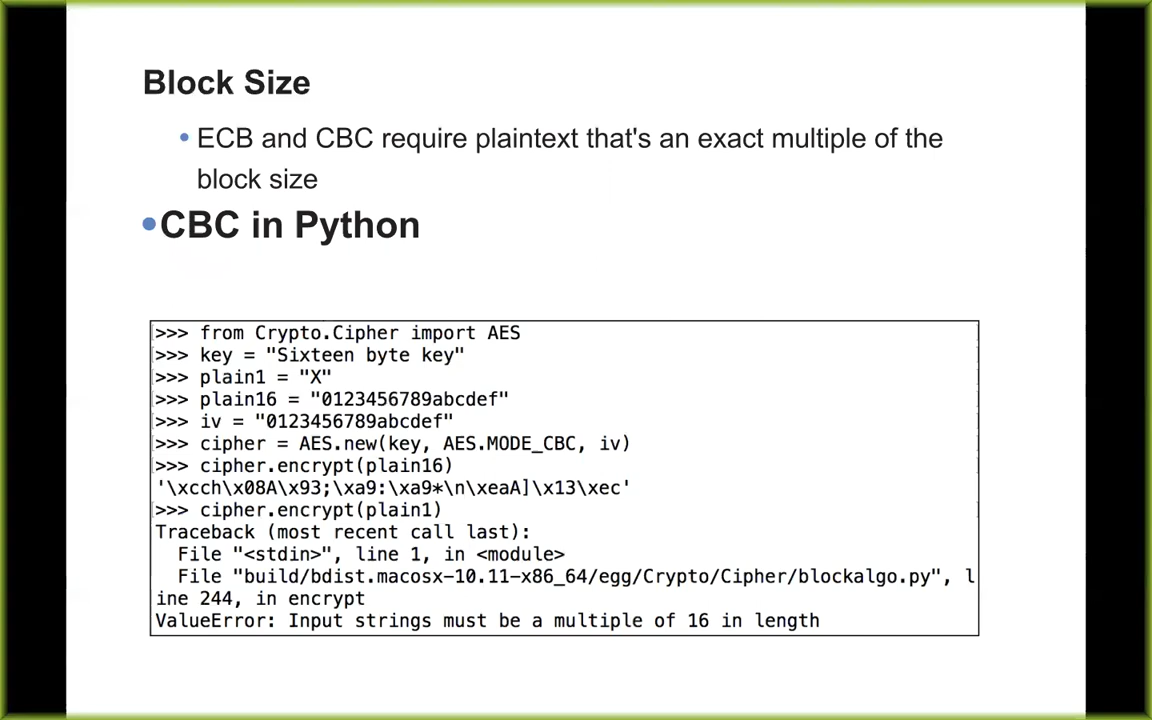 Block Size
• ECB and CBC require plaintext that's an exact multiple of the
block size
•CBC in Python
>>> from Crypto.Cipher import AES
>>> key = "Sixteen byte key"
>>> plain1 = "X"
>>> plain16 = "0123456789abcdef"
>>> iv = "0123456789abcdef"
>>> cipher = AES.new(key, AES.MODE_CBC, iv)
>>> cipher.encrypt(plain16)
'\xcch\x08A\x93;\xa9:\xa9*\n\xeaA]\x13\xec'
>>> cipher.encrypt(plain1)
Traceback (most recent call last):
  File "<stdin>", line 1, in <module>
  File "build/bdist.macosx-10.11-x86_64/egg/Crypto/Cipher/blockalgo.py", l
ine 244, in encrypt
ValueError: Input strings must be a multiple of 16 in length